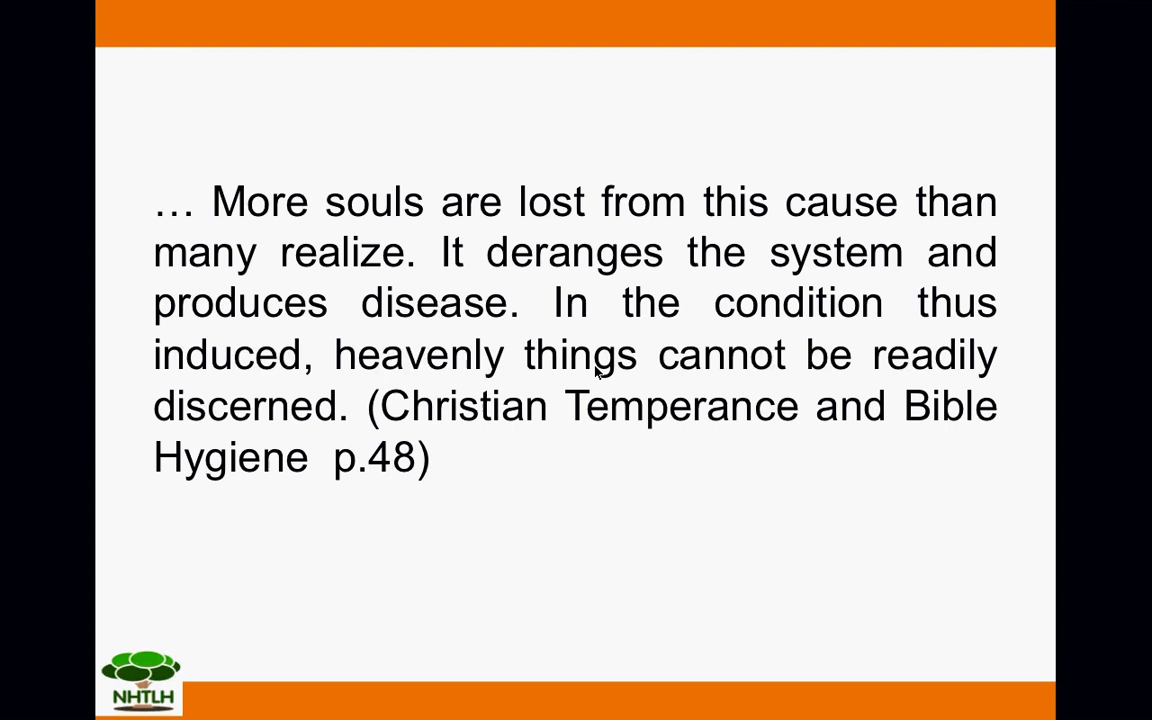 … More souls are lost from this cause than
many realize. It deranges the system and
produces disease. In the condition thus
induced, heavenly things cannot be readily
discerned. (Christian Temperance and Bible
Hygiene p.48)
NHTLH